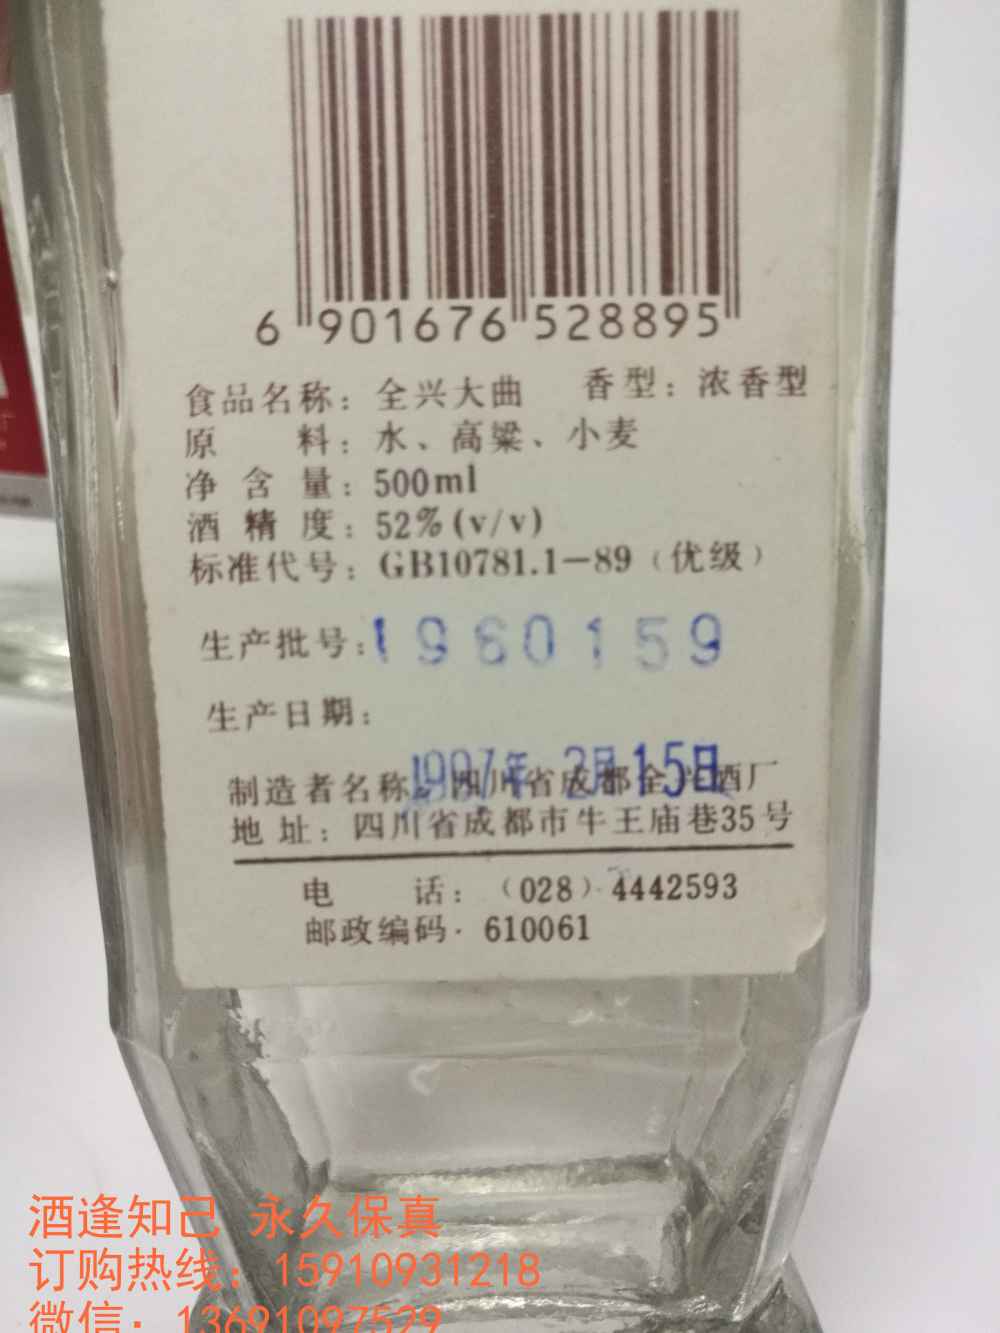 6 901676 528895
食品名称：全兴大曲 香型：浓香型
原 料：水、高粱、小麦
净含量：500ml
酒精度：52%(v/v)
标准代号：GB10781.1-89（优级）
生产批号：1960159
生产日期：
1997年 2月15日
制造者名称：四川省成都全兴酒厂
地址：四川省成都市牛王庙巷35号
电 话：（028）4442593
邮政编码·610061
酒逢知己 永久保真
订购热线：15910931218
微信：13691097529